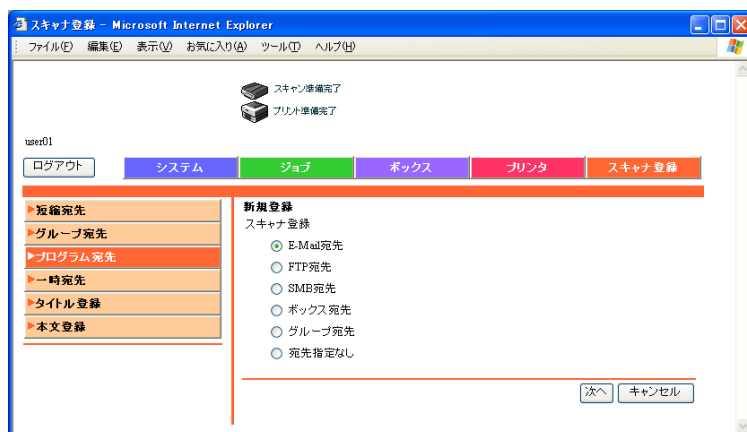 スキャナ登録 - Microsoft Internet Explorer
ファイル(F) 編集(E) 表示(V) お気に入り(A) ツール(T) ヘルプ(H)
スキャン準備完了
プリント準備完了
user01
ログアウト システム ジョブ ボックス プリンタ スキャナ登録
▶短縮宛先
▶グループ宛先
▶プログラム宛先
▶一時宛先
▶タイトル登録
▶本文登録
新規登録
スキャナ登録
E-Mail宛先
FTP宛先
SMB宛先
ボックス宛先
グループ宛先
宛先指定なし
次へ キャンセル